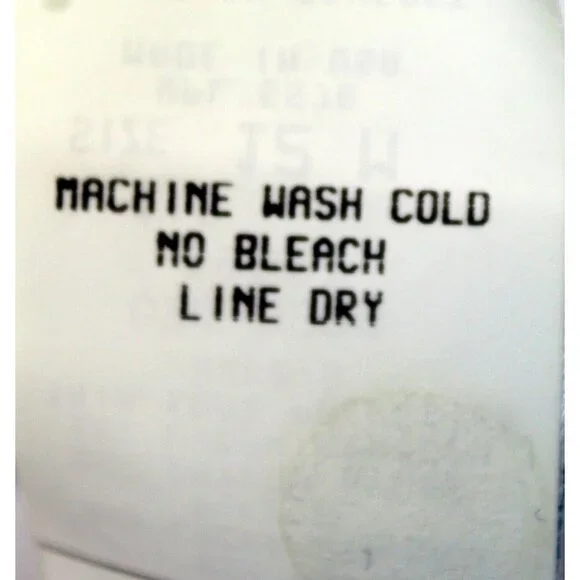 MACHINE WASH COLD
NO BLEACH
LINE DRY